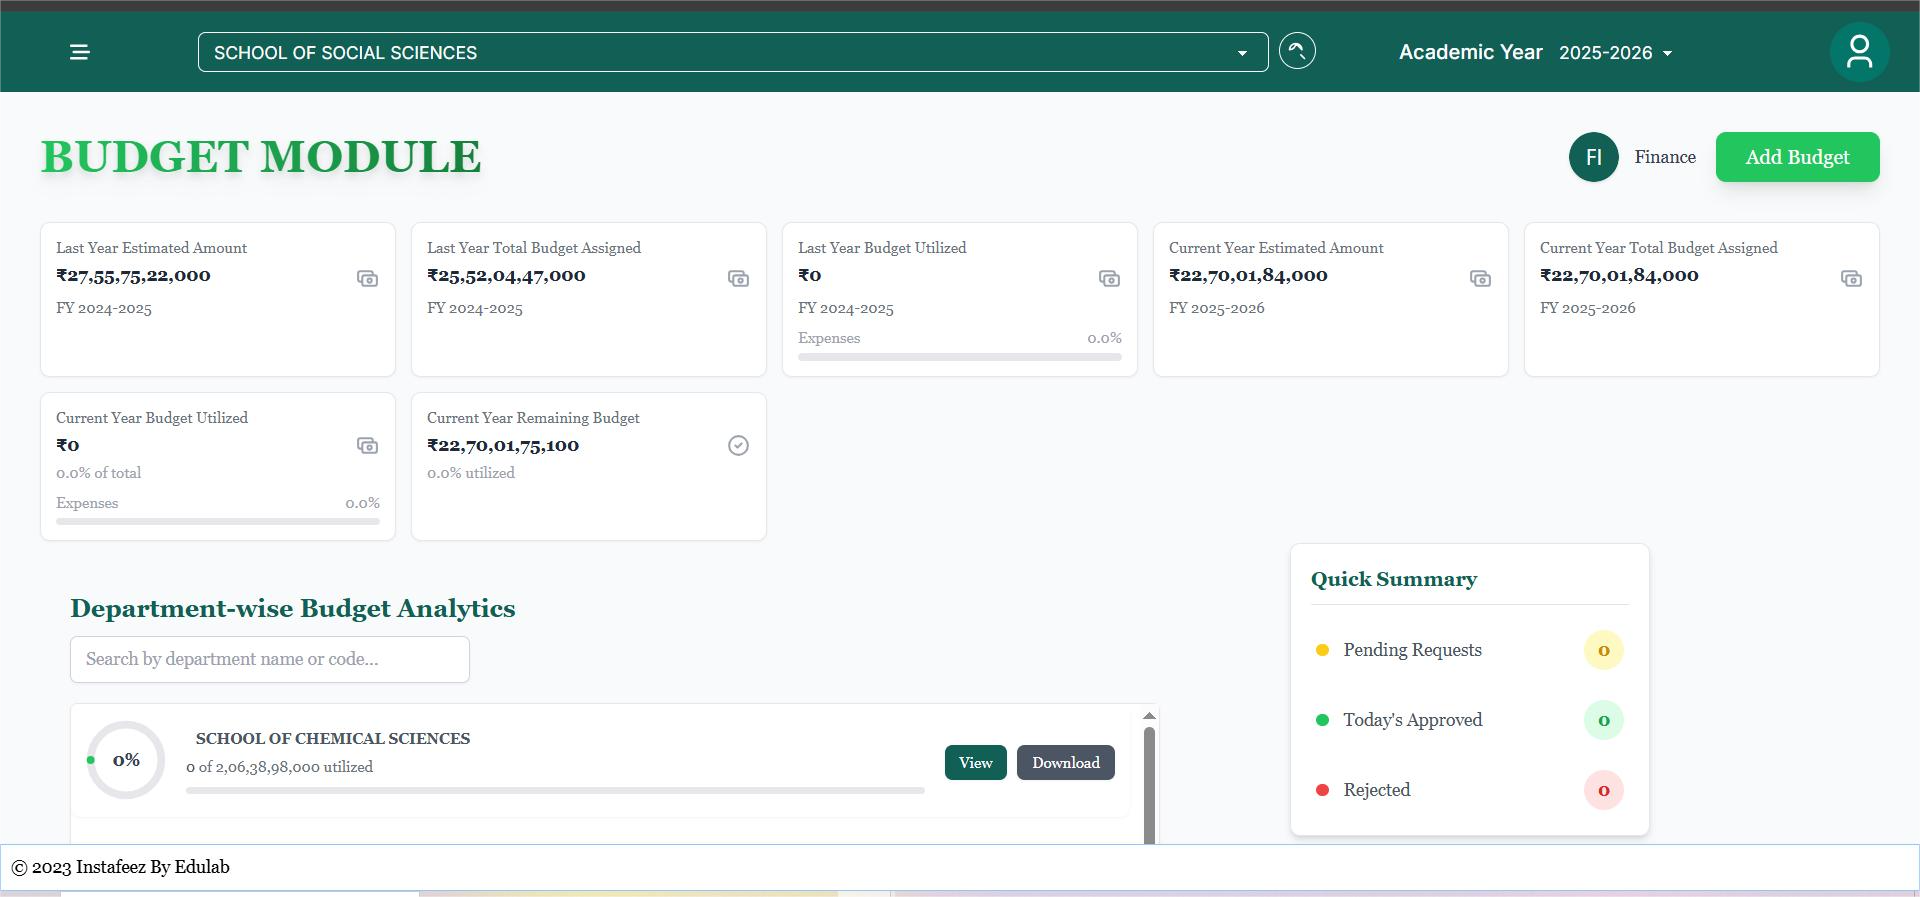 SCHOOL OF SOCIAL SCIENCES
Academic Year 2025-2026
BUDGET MODULE
FI Finance Add Budget
Last Year Estimated Amount
₹27,55,75,22,000
FY 2024-2025
Last Year Total Budget Assigned
₹25,52,04,47,000
FY 2024-2025
Last Year Budget Utilized
₹0
FY 2024-2025
Expenses 0.0%
Current Year Estimated Amount
₹22,70,01,84,000
FY 2025-2026
Current Year Total Budget Assigned
₹22,70,01,84,000
FY 2025-2026
Current Year Budget Utilized
₹0
0.0% of total
Expenses 0.0%
Current Year Remaining Budget
₹22,70,01,75,100
0.0% utilized
Department-wise Budget Analytics
Search by department name or code...
0%
SCHOOL OF CHEMICAL SCIENCES
0 of 2,06,38,98,000 utilized
View Download
Quick Summary
Pending Requests 0
Today's Approved 0
Rejected 0
© 2023 Instafeez By Edulab